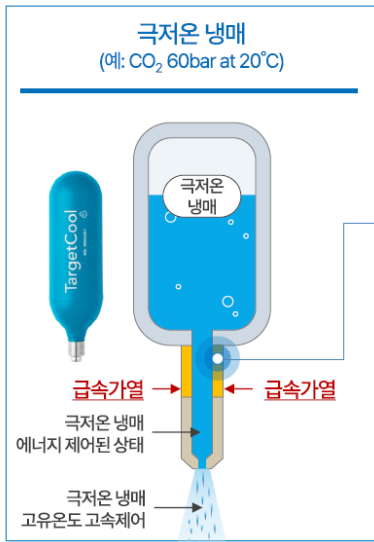 극저온 냉매
(예: CO₂ 60bar at 20˚C)
극저온
냉매
TargetCool
급속가열
급속가열
극저온 냉매
에너지 제어된 상태
극저온 냉매
고유온도 고속제어